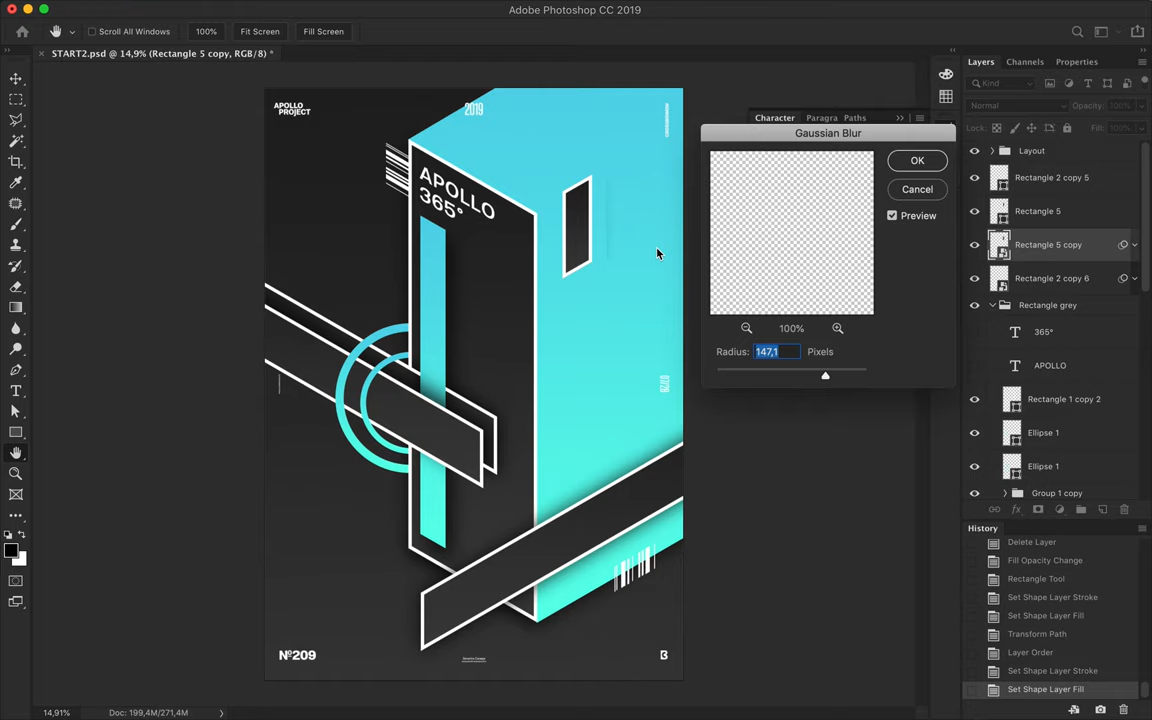 Adobe Photoshop CC 2019
Scroll All Windows
100%
Fit Screen
Fill Screen
START2.psd @ 14,9% (Rectangle 5 copy, RGB/8) *
APOLLO
PROJECT
2019
APOLLO
365°
0728
Nº209
Character
Paragra
Paths
Gaussian Blur
OK
Cancel
Preview
100%
Radius: 147,1 Pixels
Layers
Channels
Properties
Kind
Normal
Opacity: 100%
Lock:
Fill: 100%
Layout
Rectangle 2 copy 5
Rectangle 5
Rectangle 5 copy
Rectangle 2 copy 6
Rectangle grey
365°
APOLLO
Rectangle 1 copy 2
Ellipse 1
Ellipse 1
Group 1 copy
History
Delete Layer
Fill Opacity Change
Rectangle Tool
Set Shape Layer Stroke
Set Shape Layer Fill
Transform Path
Layer Order
Set Shape Layer Stroke
Set Shape Layer Fill
14,91%
Doc: 199,4M/271,4M